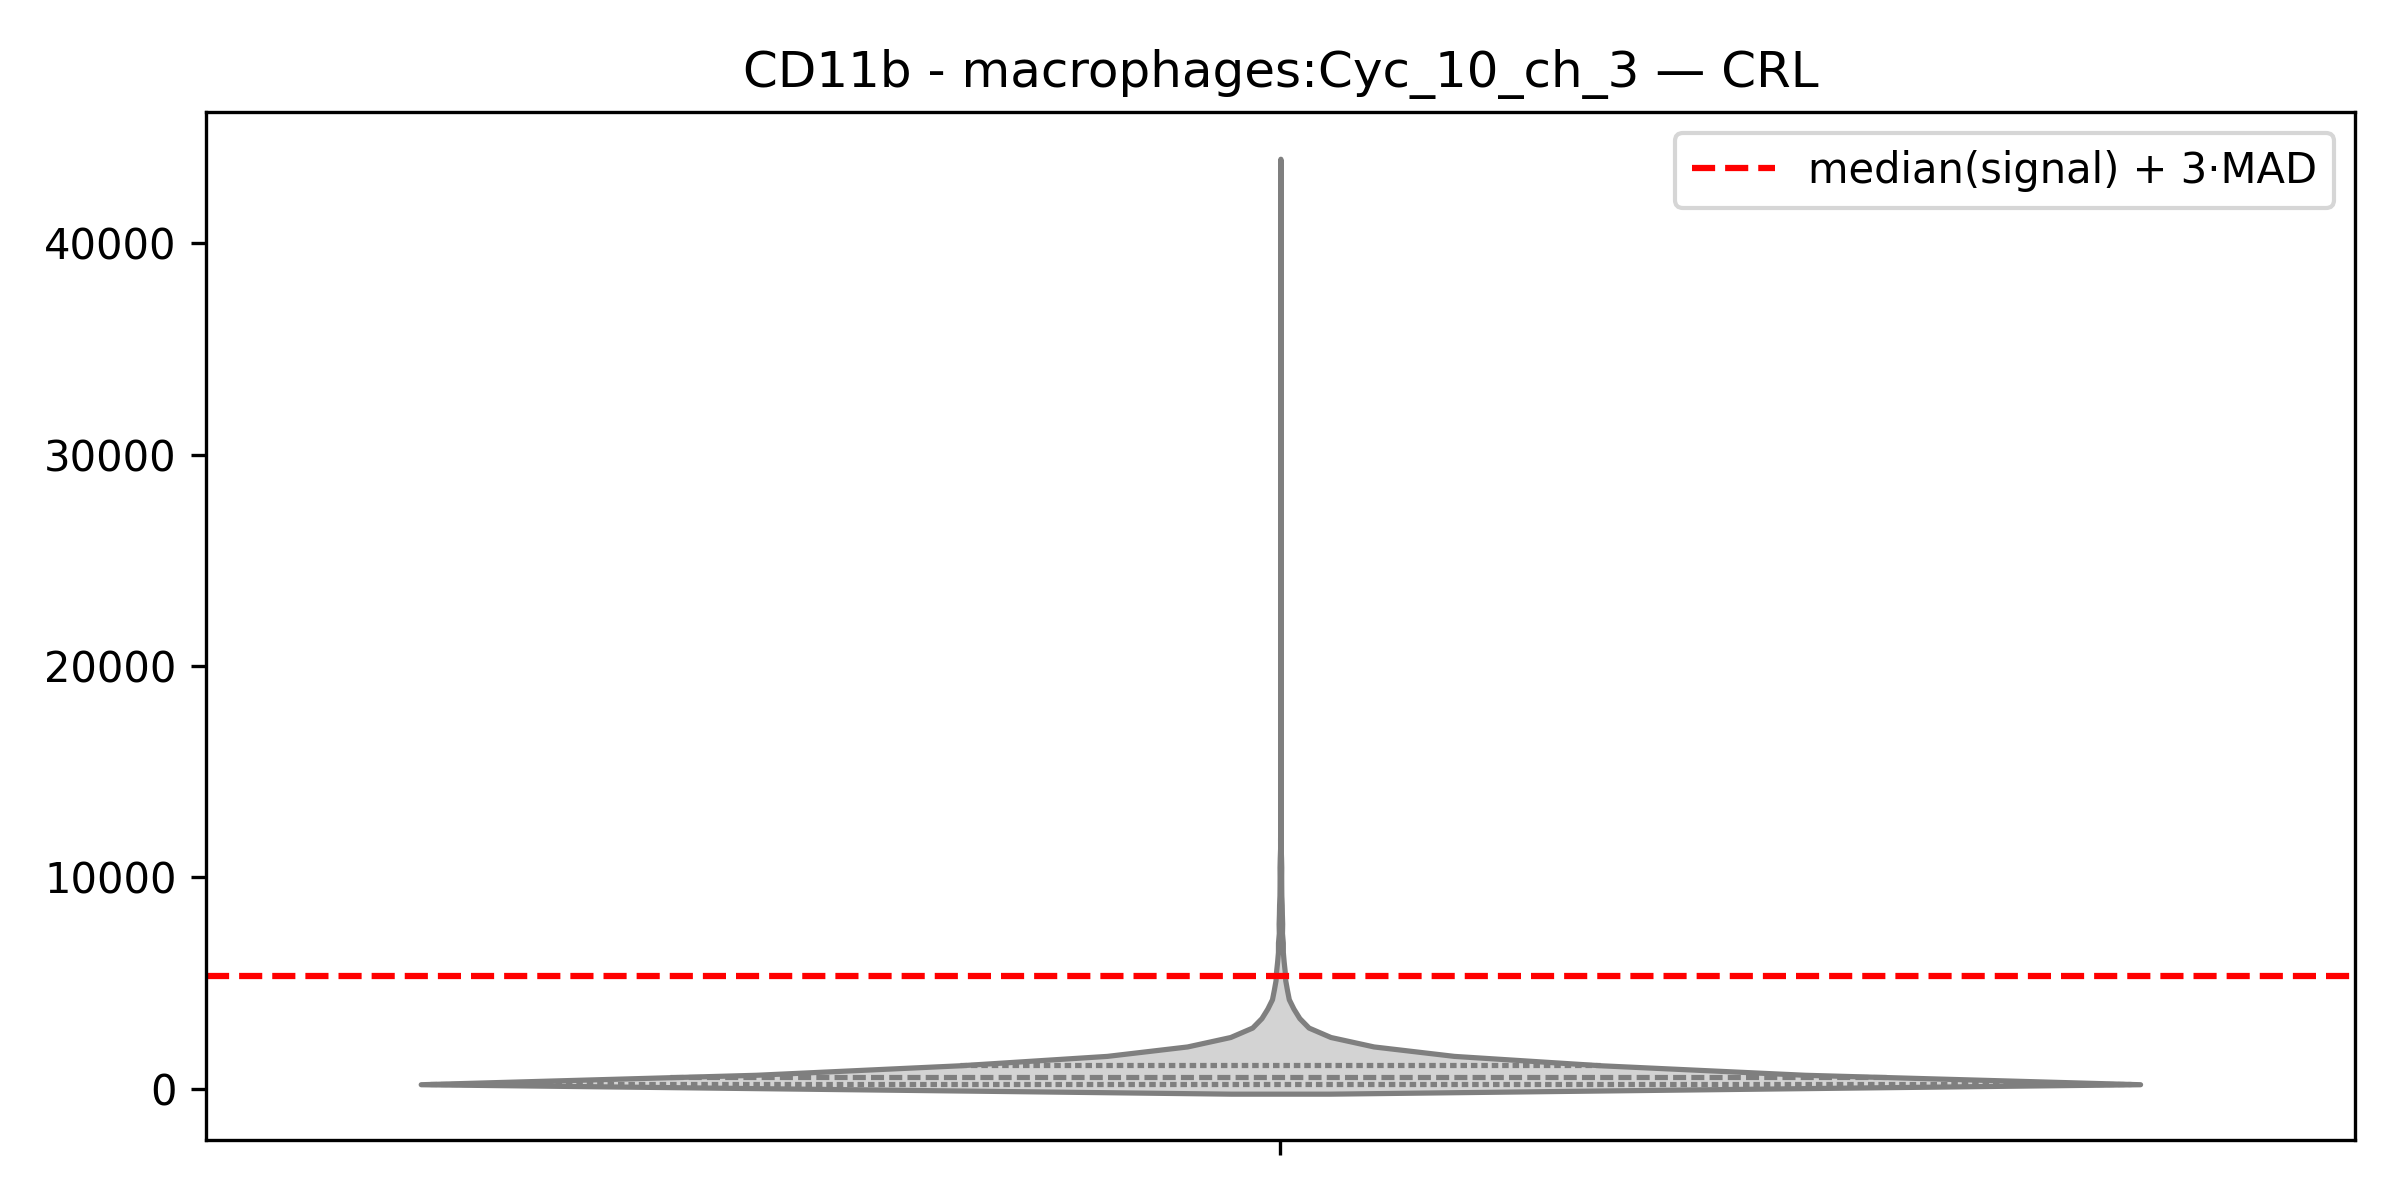 CD11b - macrophages:Cyc_10_ch_3 — CRL
median(signal) + 3·MAD
40000
30000
20000
10000
0